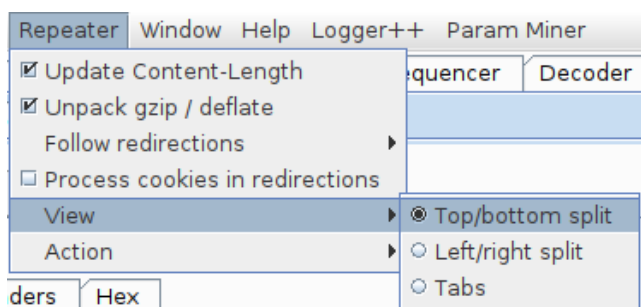 Repeater Window Help Logger++ Param Miner
Update Content-Length
equencer Decoder
Unpack gzip / deflate
Follow redirections
Process cookies in redirections
View
Top/bottom split
Action
Left/right split
Tabs
ders Hex